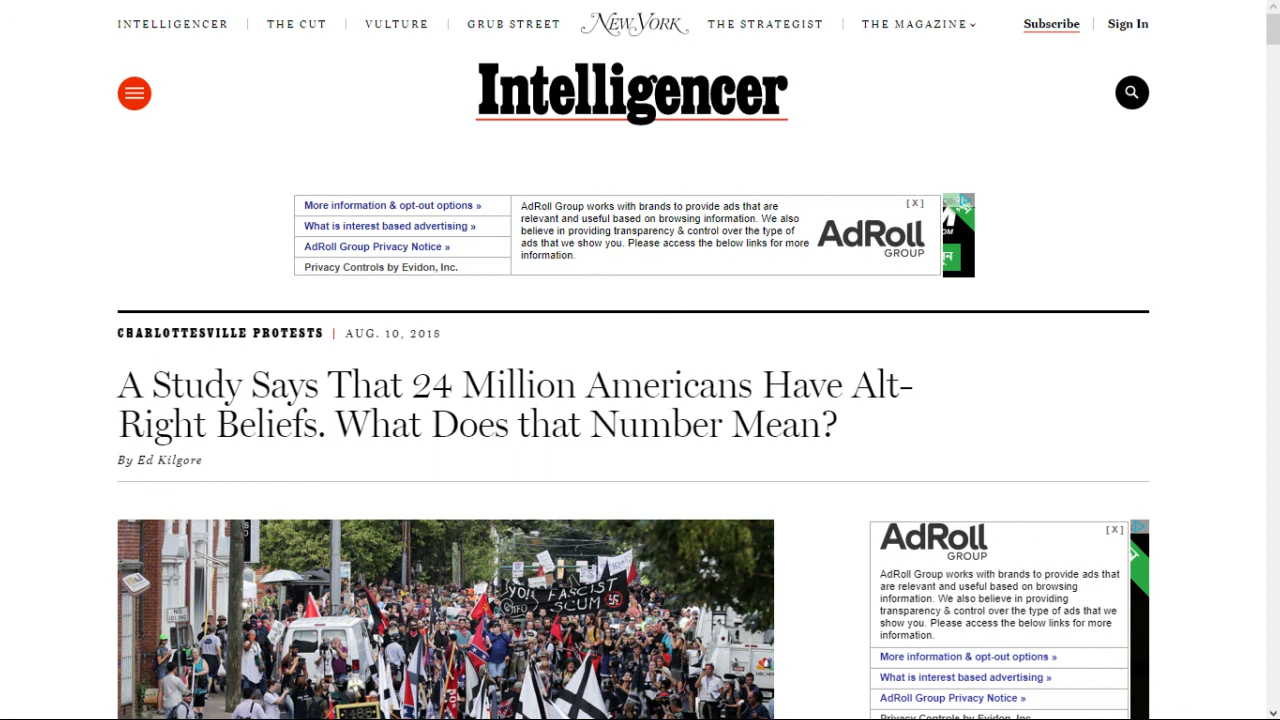 INTELLIGENCER
THE CUT
VULTURE
GRUB STREET
NEW YORK
THE STRATEGIST
THE MAGAZINE
Subscribe
Sign In
Intelligencer
More information & opt-out options »
What is interest based advertising »
AdRoll Group Privacy Notice »
Privacy Controls by Evidon, Inc.
AdRoll Group works with brands to provide ads that are
relevant and useful based on browsing information. We also
believe in providing transparency & control over the type of
ads that we show you. Please access the below links for more
information.
[ X ]
AdRoll
GROUP
CHARLOTTESVILLE PROTESTS | AUG. 10, 2018
A Study Says That 24 Million Americans Have Alt-
Right Beliefs. What Does that Number Mean?
By Ed Kilgore
YO!
FASCIST
SCUM
GTFO
NBC NEWS
AdRoll
GROUP
[ X ]
AdRoll Group works with brands to provide ads that
are relevant and useful based on browsing
information. We also believe in providing
transparency & control over the type of ads that we
show you. Please access the below links for more
information.
More information & opt-out options »
What is interest based advertising »
AdRoll Group Privacy Notice »
Privacy Controls by Evidon, Inc.